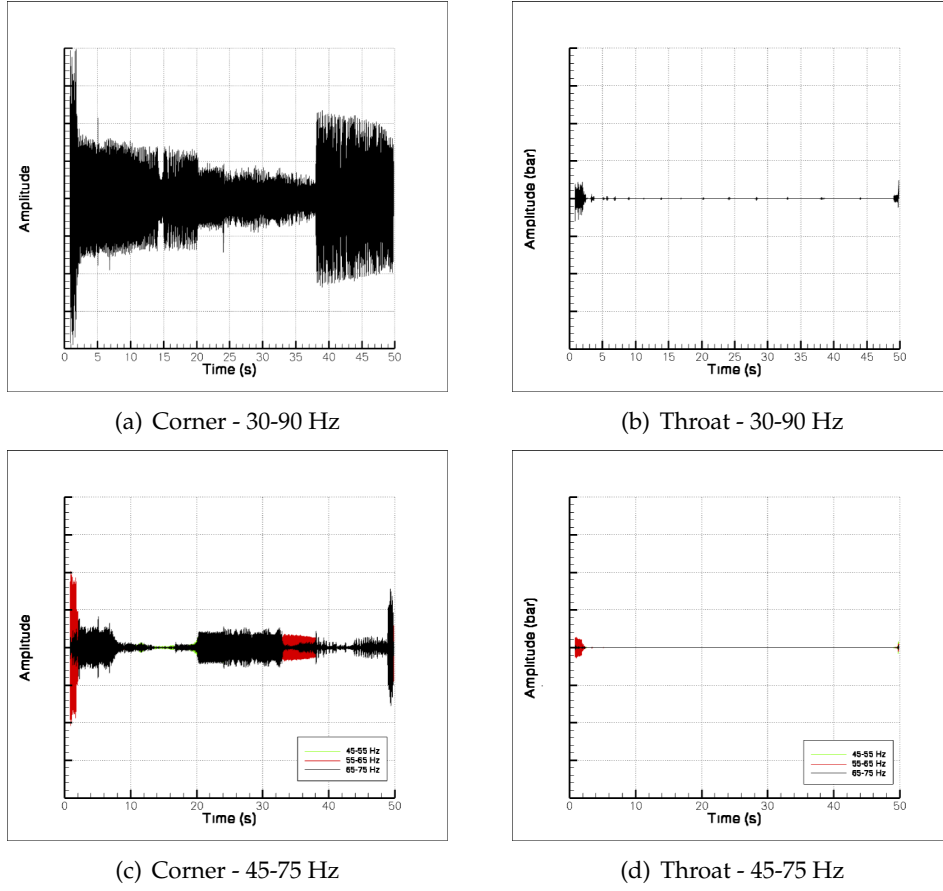 Amplitude
0 5 10 15 20 25 30 35 40 45 50
Time (s)
(a) Corner - 30-90 Hz
Amplitude (bar)
0 5 10 15 20 25 30 35 40 45 50
Time (s)
(b) Throat - 30-90 Hz
Amplitude
45-55 Hz
55-65 Hz
65-75 Hz
0 10 20 30 40 50
Time (s)
(c) Corner - 45-75 Hz
Amplitude (bar)
45-55 Hz
55-65 Hz
65-75 Hz
0 10 20 30 40 50
Time (s)
(d) Throat - 45-75 Hz